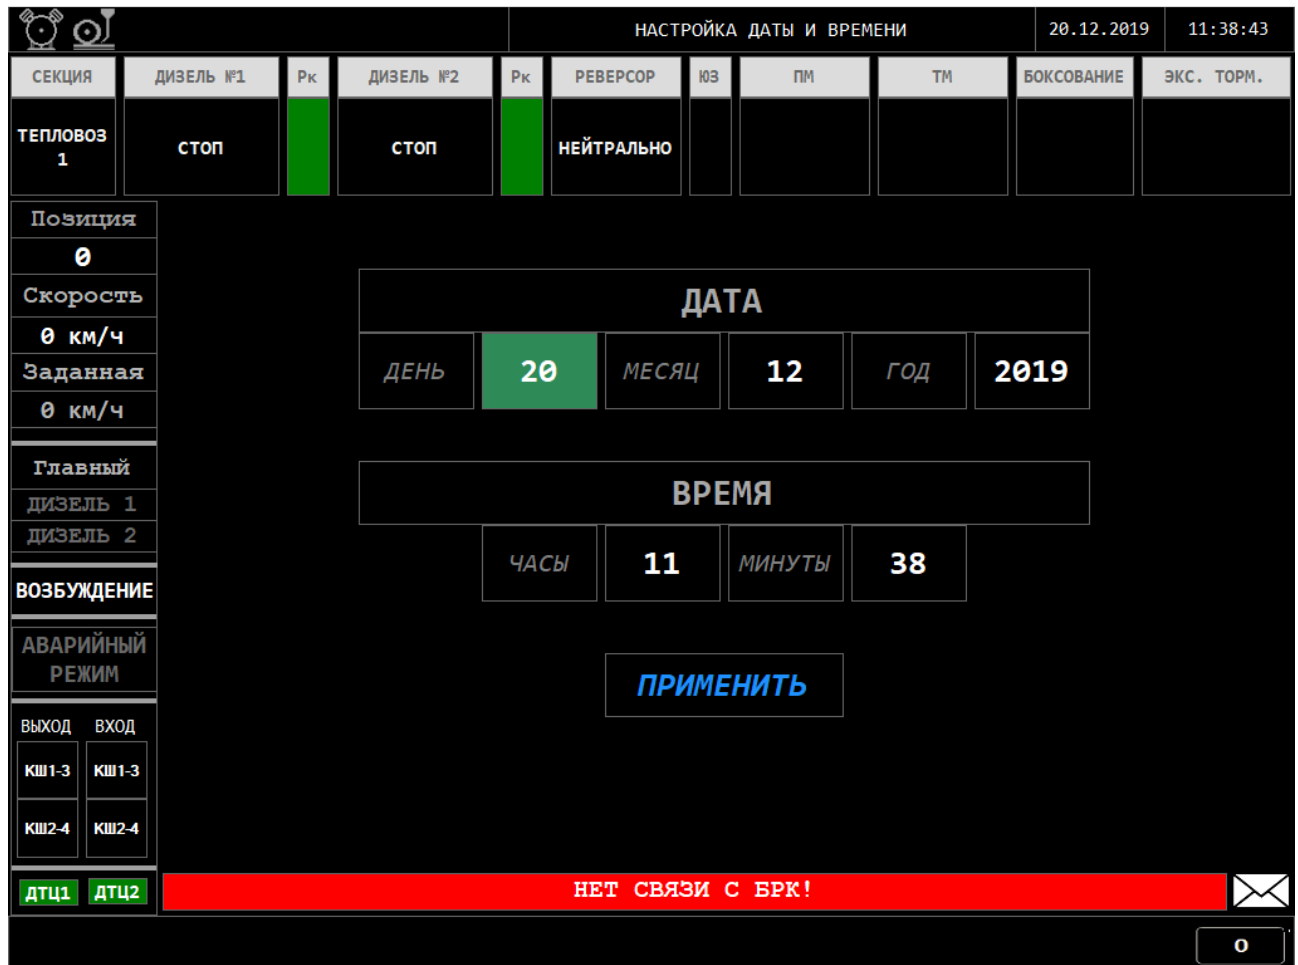 НАСТРОЙКА ДАТЫ И ВРЕМЕНИ 20.12.2019 11:38:43
СЕКЦИЯ ДИЗЕЛЬ №1 Рк ДИЗЕЛЬ №2 Рк РЕВЕРСОР ЮЗ ПМ ТМ БОКСОВАНИЕ ЭКС. ТОРМ.
ТЕПЛОВОЗ
1
СТОП СТОП НЕЙТРАЛЬНО
Позиция
0
Скорость
0 км/ч
Заданная
0 км/ч
Главный
ДИЗЕЛЬ 1
ДИЗЕЛЬ 2
ВОЗБУЖДЕНИЕ
АВАРИЙНЫЙ
РЕЖИМ
ВЫХОД ВХОД
КШ1-3 КШ1-3
КШ2-4 КШ2-4
ДТЦ1 ДТЦ2
ДАТА
ДЕНЬ 20 МЕСЯЦ 12 ГОД 2019
ВРЕМЯ
ЧАСЫ 11 МИНУТЫ 38
ПРИМЕНИТЬ
НЕТ СВЯЗИ С БРК!
О